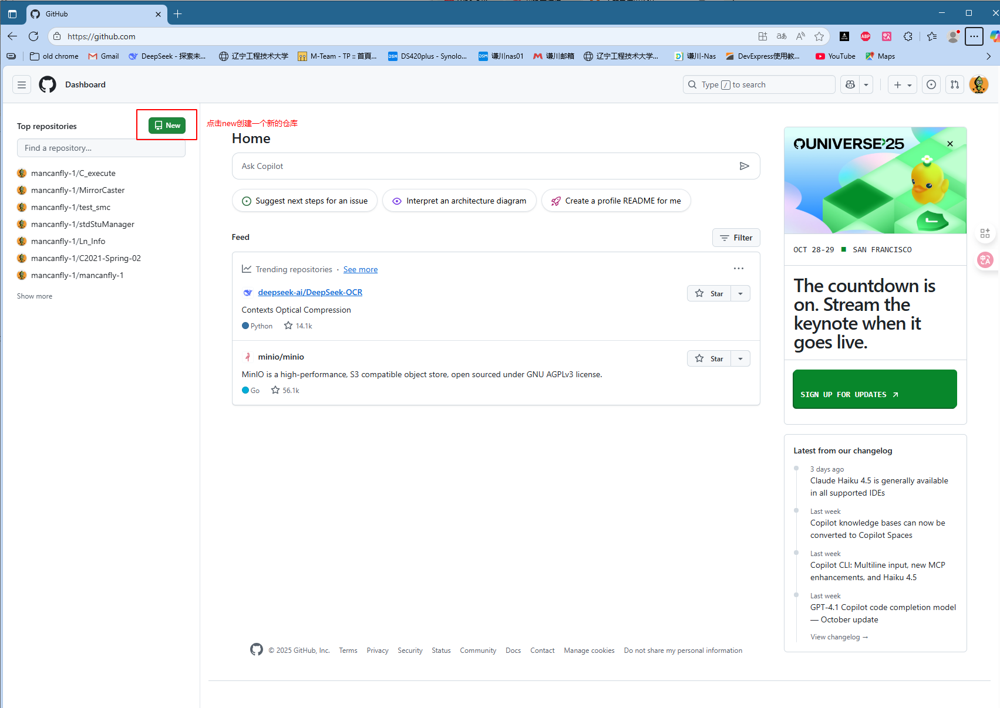 GitHub
https://github.com
old chrome
Gmail
DeepSeek - 探索未...
辽宁工程技术大学
M-Team - TP :: 首頁...
DS420plus - Synolo...
谦川nas01
谦川邮箱
辽宁工程技术大学...
谦川-Nas
DevExpress使用教...
YouTube
Maps
Dashboard
Type / to search
Top repositories
New
点击new创建一个新的仓库
Find a repository...
mancanfly-1/C_execute
mancanfly-1/MirrorCaster
mancanfly-1/test_smc
mancanfly-1/stdStuManager
mancanfly-1/Ln_Info
mancanfly-1/C2021-Spring-02
mancanfly-1/mancanfly-1
Show more
Home
Ask Copilot
Suggest next steps for an issue
Interpret an architecture diagram
Create a profile README for me
Feed
Filter
Trending repositories · See more
deepseek-ai/DeepSeek-OCR
Star
Contexts Optical Compression
Python 14.1k
minio/minio
Star
MinIO is a high-performance, S3 compatible object store, open sourced under GNU AGPLv3 license.
Go 56.1k
UNIVERSE'25
OCT 28-29 SAN FRANCISCO
The countdown is
on. Stream the
keynote when it
goes live.
SIGN UP FOR UPDATES
Latest from our changelog
3 days ago
Claude Haiku 4.5 is generally available
in all supported IDEs
Last week
Copilot knowledge bases can now be
converted to Copilot Spaces
Last week
Copilot CLI: Multiline input, new MCP
enhancements, and Haiku 4.5
Last week
GPT-4.1 Copilot code completion model
— October update
View changelog →
© 2025 GitHub, Inc. Terms Privacy Security Status Community Docs Contact Manage cookies Do not share my personal information